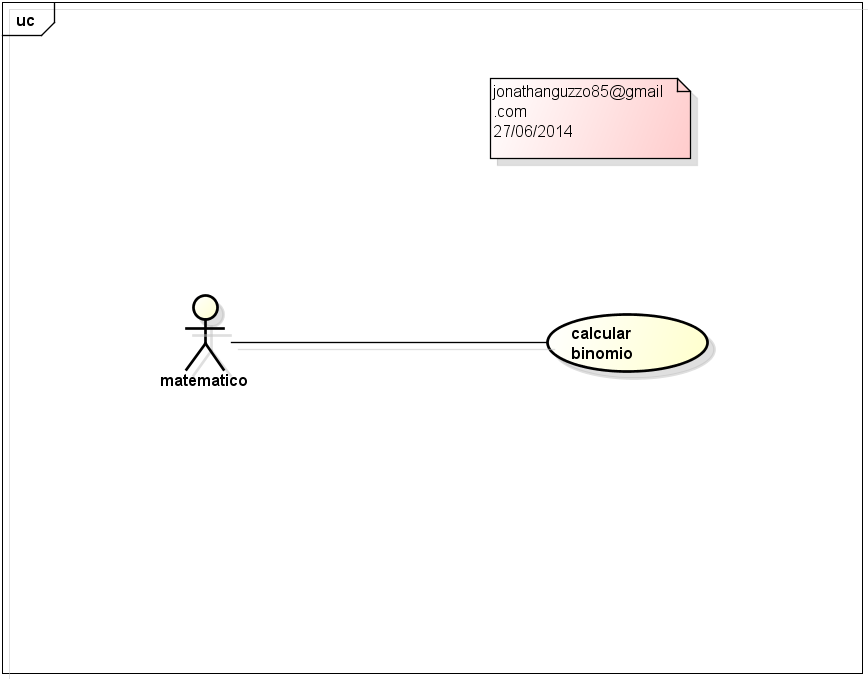 uc
jonathanguzzo85@gmail
.com
27/06/2014
matematico
calcular
binomio